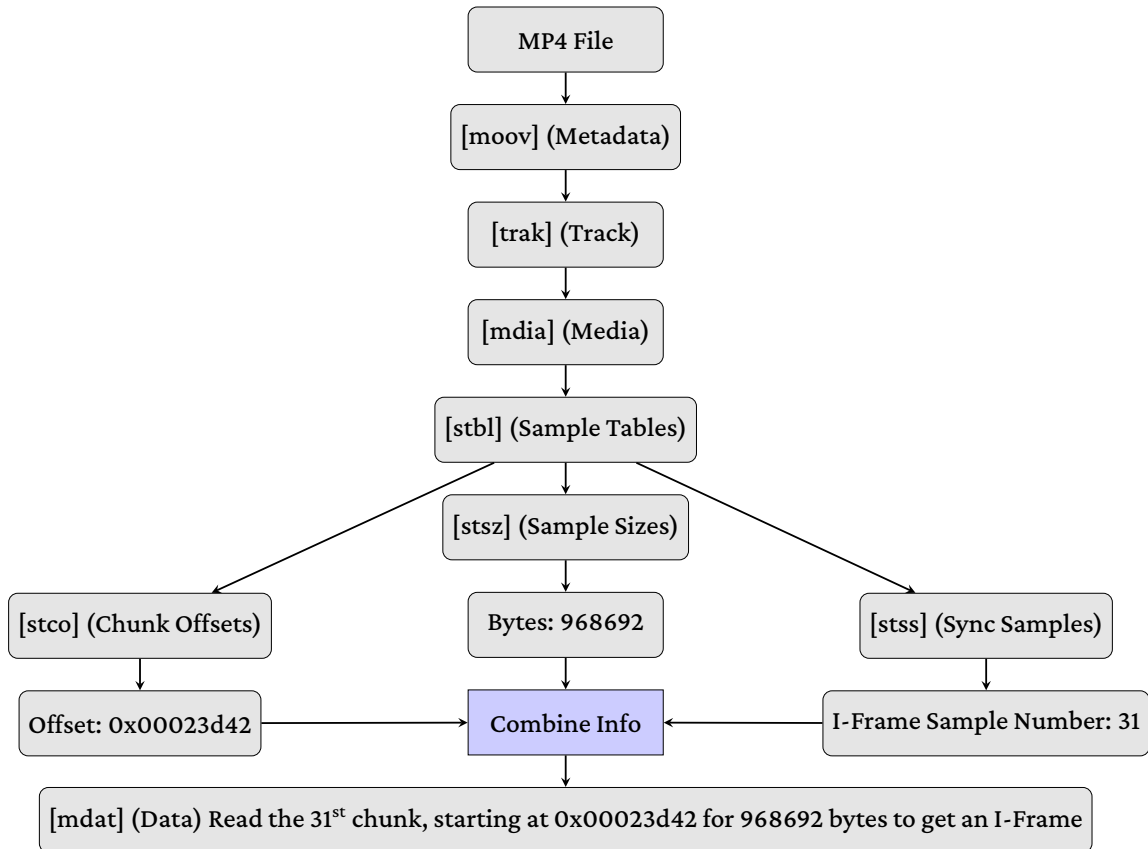 MP4 File
[moov] (Metadata)
[trak] (Track)
[mdia] (Media)
[stbl] (Sample Tables)
[stsz] (Sample Sizes)
[stco] (Chunk Offsets)
Bytes: 968692
[stss] (Sync Samples)
Offset: 0x00023d42
Combine Info
I-Frame Sample Number: 31
[mdat] (Data) Read the 31st chunk, starting at 0x00023d42 for 968692 bytes to get an I-Frame